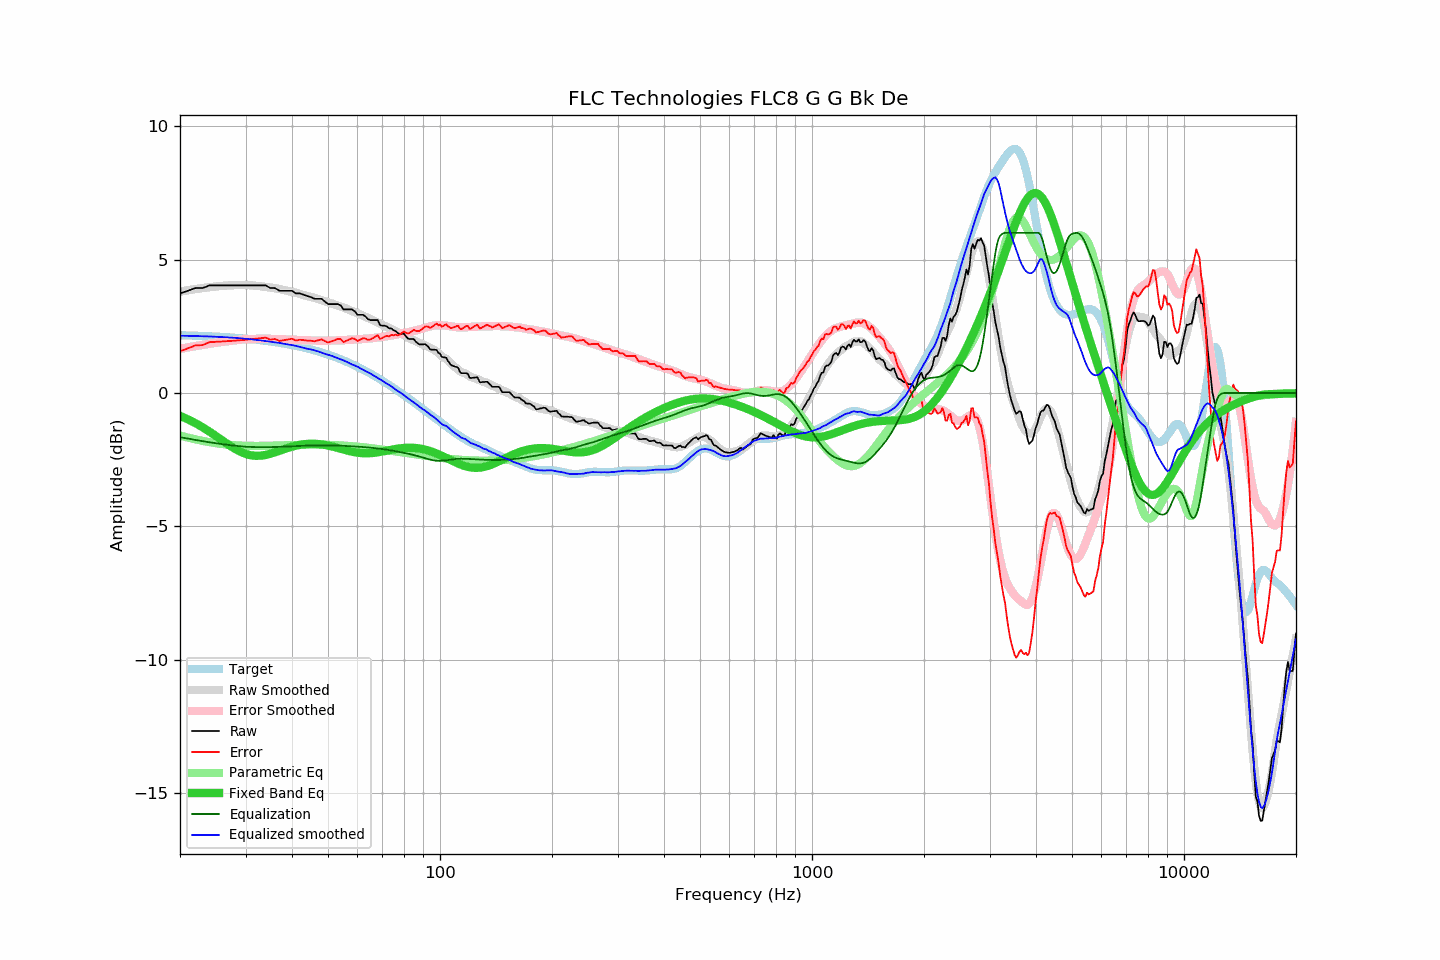 FLC Technologies FLC8 G G Bk De
10
5
0
−5
−10
−15
Amplitude (dBr)
Target
Raw Smoothed
Error Smoothed
Raw
Error
Parametric Eq
Fixed Band Eq
Equalization
Equalized smoothed
100
1000
10000
Frequency (Hz)